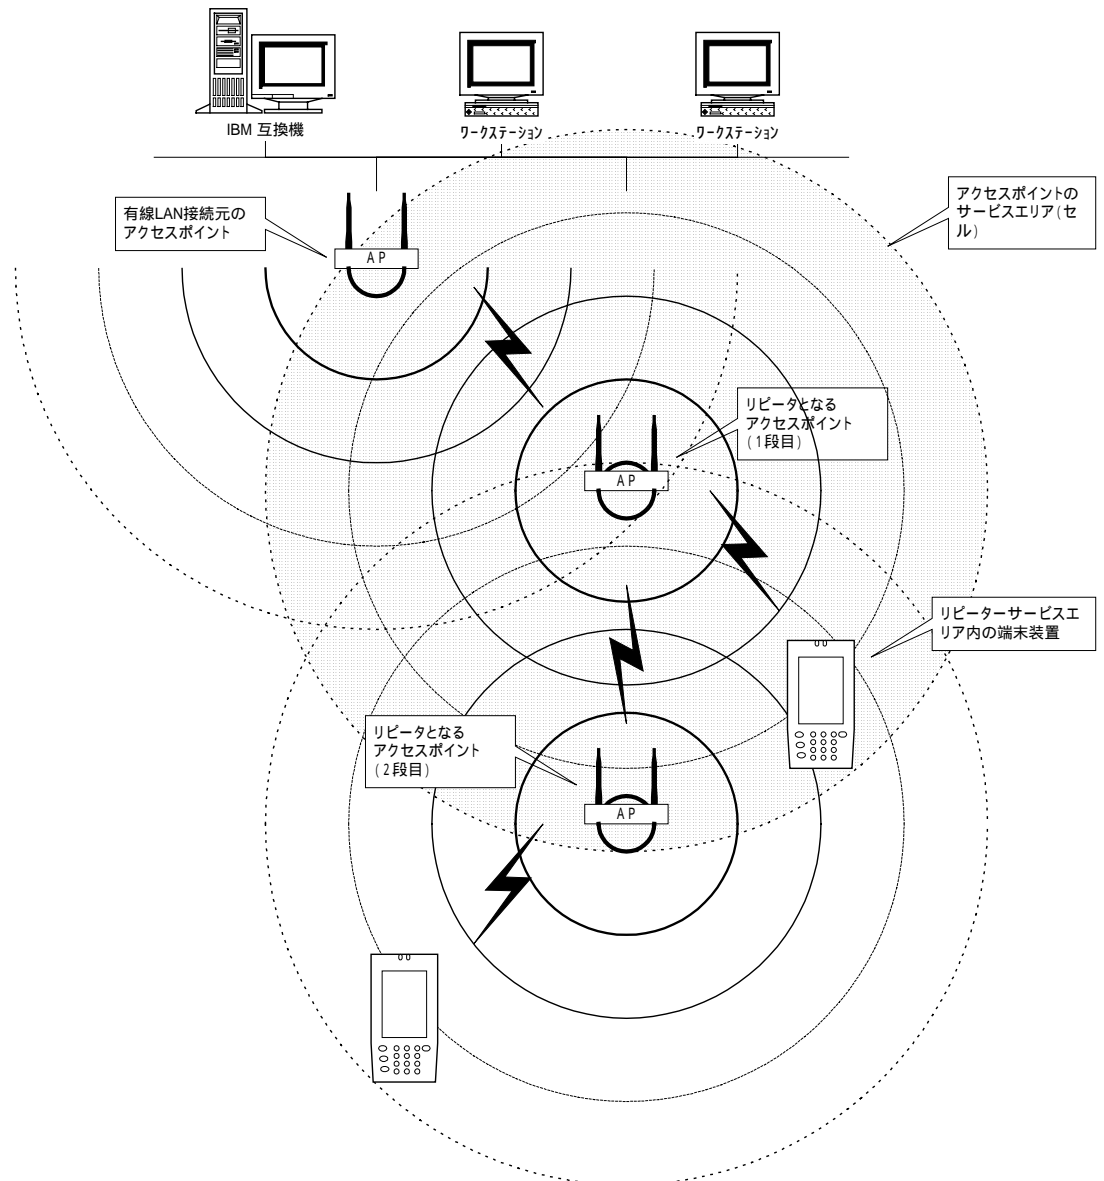 IBM 互換機
ワークステーション
ワークステーション
有線LAN接続元の
アクセスポイント
アクセスポイントの
サービスエリア(セ
ル)
AP
リピータとなる
アクセスポイント
(1段目)
AP
リピーターサービスエ
リア内の端末装置
リピータとなる
アクセスポイント
(2段目)
AP